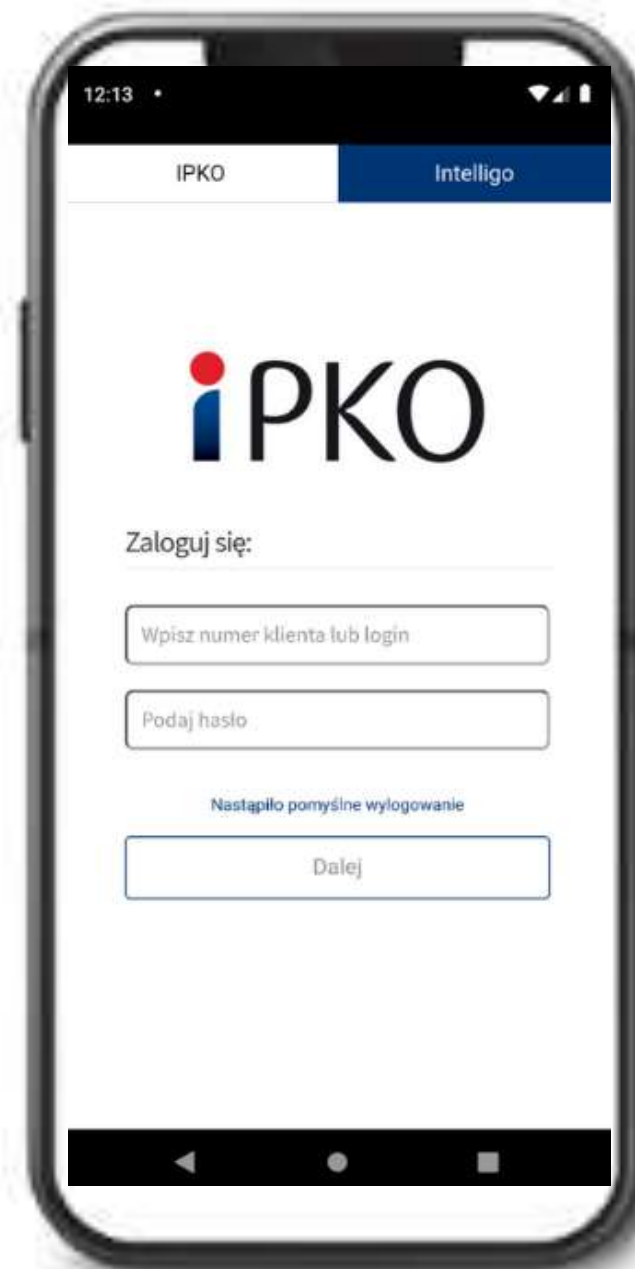 12:13
IPKO
Intelligo
iPKO
Zaloguj się:
Wpisz numer klienta lub login
Podaj hasło
Nastąpiło pomyślne wylogowanie
Dalej